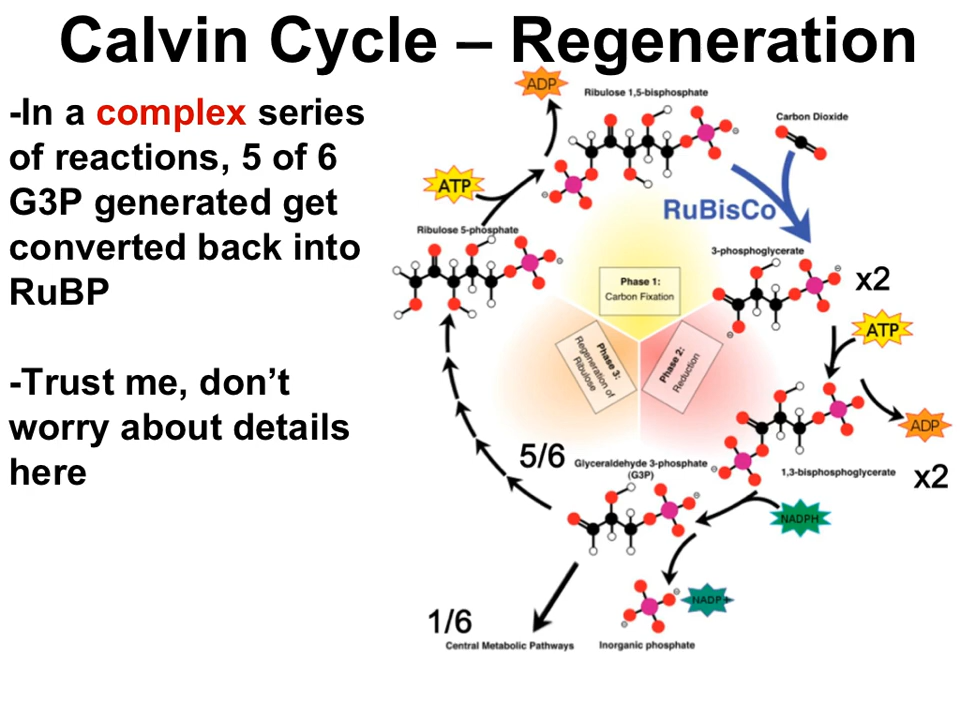 Calvin Cycle – Regeneration
-In a complex series
of reactions, 5 of 6
G3P generated get
converted back into
RuBP
-Trust me, don’t
worry about details
here
ADP
Ribulose 1,5-bisphosphate
Carbon Dioxide
ATP
RuBisCo
Ribulose 5-phosphate
3-phosphoglycerate
x2
Phase 1:
Carbon Fixation
ATP
Phase 3:
Regeneration of
Ribulose
Phase 2:
Reduction
ADP
5/6
Glyceraldehyde 3-phosphate
(G3P)
1,3-bisphosphoglycerate
x2
NADPH
NADP+
1/6
Central Metabolic Pathways
Inorganic phosphate